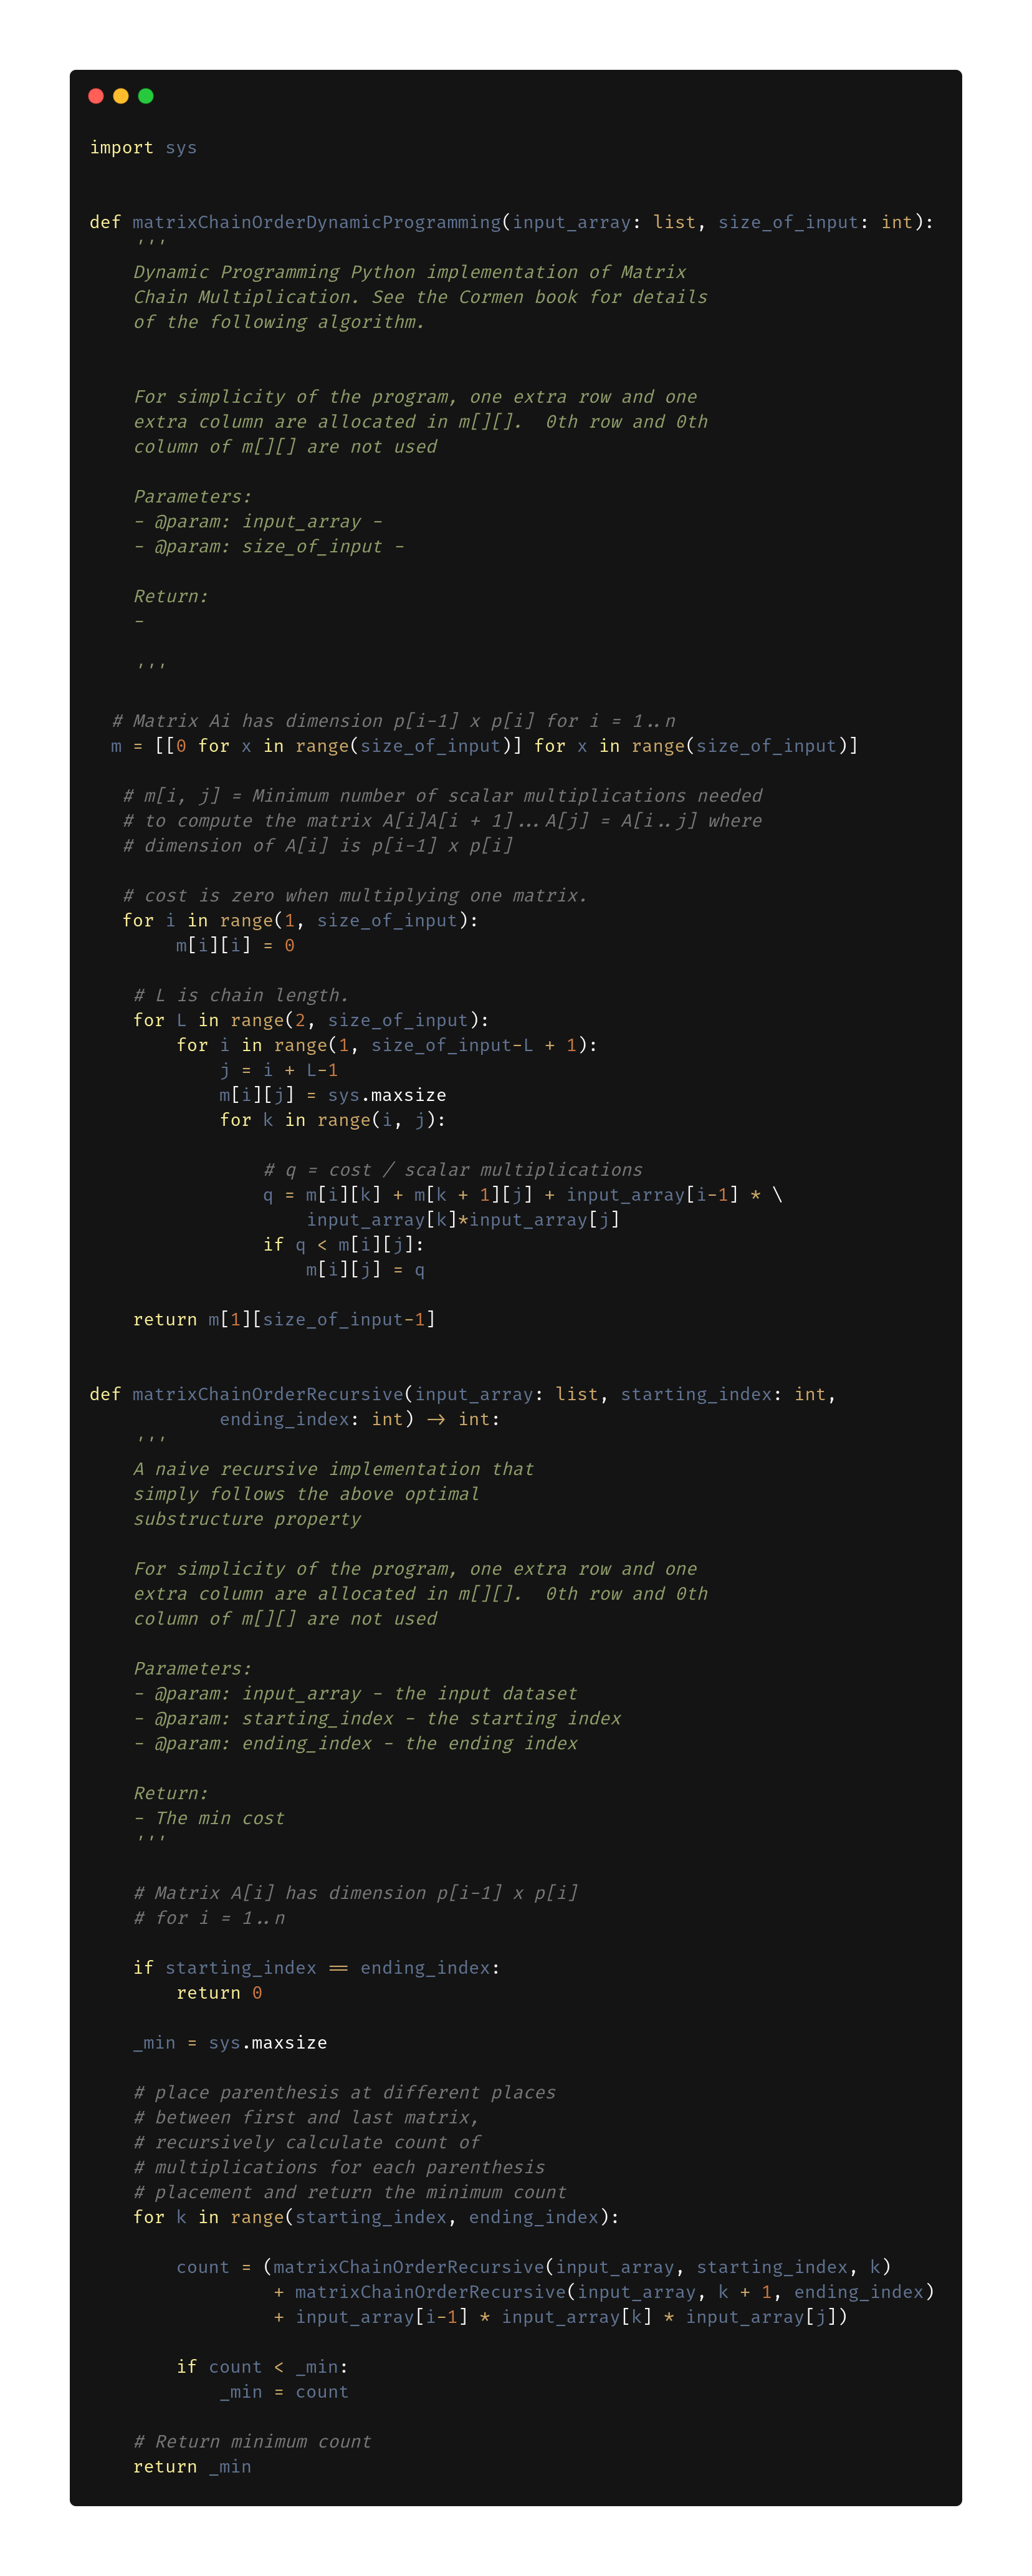 import sys


def matrixChainOrderDynamicProgramming(input_array: list, size_of_input: int):
    '''
    Dynamic Programming Python implementation of Matrix
    Chain Multiplication. See the Cormen book for details
    of the following algorithm.


    For simplicity of the program, one extra row and one
    extra column are allocated in m[][].  0th row and 0th
    column of m[][] are not used

    Parameters:
    - @param: input_array -
    - @param: size_of_input -

    Return:
    -

    '''

  # Matrix Ai has dimension p[i-1] x p[i] for i = 1..n
  m = [[0 for x in range(size_of_input)] for x in range(size_of_input)]

   # m[i, j] = Minimum number of scalar multiplications needed
   # to compute the matrix A[i]A[i + 1]...A[j] = A[i..j] where
   # dimension of A[i] is p[i-1] x p[i]

   # cost is zero when multiplying one matrix.
   for i in range(1, size_of_input):
        m[i][i] = 0

    # L is chain length.
    for L in range(2, size_of_input):
        for i in range(1, size_of_input-L + 1):
            j = i + L-1
            m[i][j] = sys.maxsize
            for k in range(i, j):

                # q = cost / scalar multiplications
                q = m[i][k] + m[k + 1][j] + input_array[i-1] * \
                    input_array[k]*input_array[j]
                if q < m[i][j]:
                    m[i][j] = q

    return m[1][size_of_input-1]


def matrixChainOrderRecursive(input_array: list, starting_index: int,
            ending_index: int) -> int:
    '''
    A naive recursive implementation that
    simply follows the above optimal
    substructure property

    For simplicity of the program, one extra row and one
    extra column are allocated in m[][].  0th row and 0th
    column of m[][] are not used

    Parameters:
    - @param: input_array - the input dataset
    - @param: starting_index - the starting index
    - @param: ending_index - the ending index

    Return:
    - The min cost
    '''

    # Matrix A[i] has dimension p[i-1] x p[i]
    # for i = 1..n

    if starting_index == ending_index:
        return 0

    _min = sys.maxsize

    # place parenthesis at different places
    # between first and last matrix,
    # recursively calculate count of
    # multiplications for each parenthesis
    # placement and return the minimum count
    for k in range(starting_index, ending_index):

        count = (matrixChainOrderRecursive(input_array, starting_index, k)
                 + matrixChainOrderRecursive(input_array, k + 1, ending_index)
                 + input_array[i-1] * input_array[k] * input_array[j])

        if count < _min:
            _min = count

    # Return minimum count
    return _min